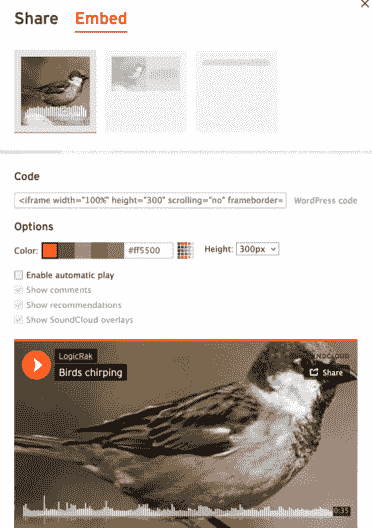 Share Embed
Code
<iframe width="100%" height="300" scrolling="no" frameborder= WordPress code
Options
Color: #ff5500 Height: 300px
Enable automatic play
Show comments
Show recommendations
Show SoundCloud overlays
LogicRak
Birds chirping
Share
0:35